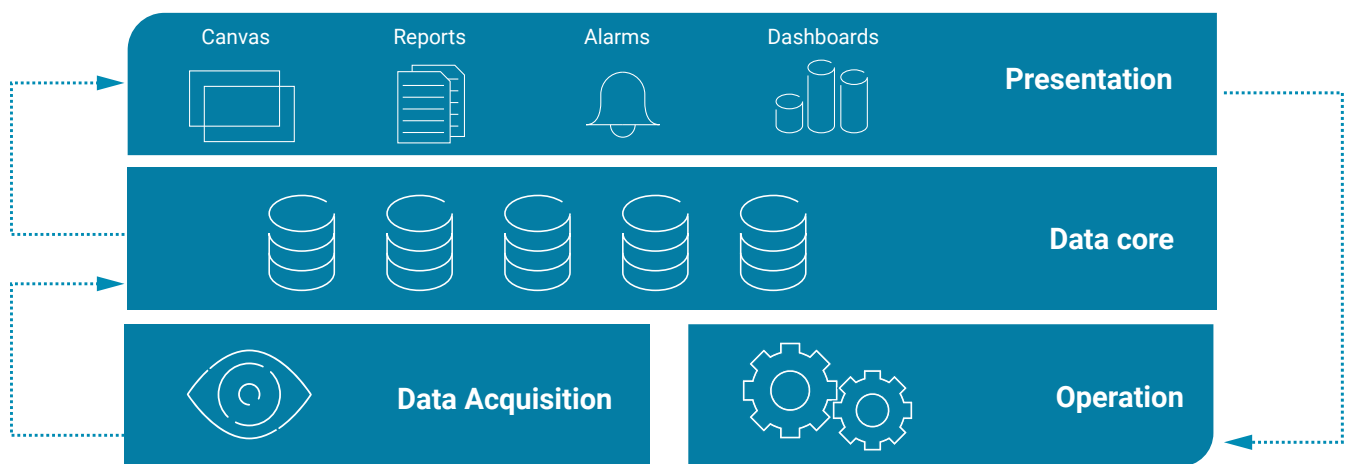 Canvas
Reports
Alarms
Dashboards
Presentation
Data core
Data Acquisition
Operation